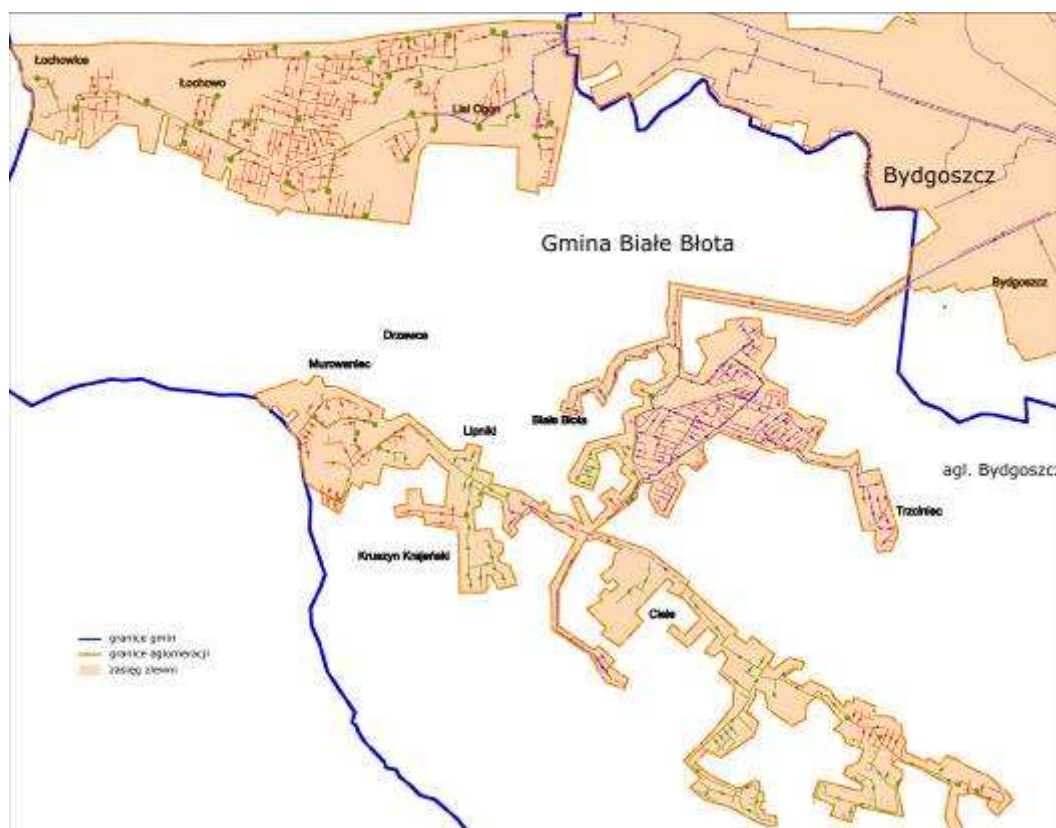 Łochowice
Łochowo
Lisi Ogon
Bydgoszcz
Gmina Białe Błota
Bydgoszcz
Drzewce
Murowaniec
Lipniki
Białe Błota
agl. Bydgoszcz
Trzciniec
Kruszyn Krajeński
Ciele
granice gmin
granice aglomeracji
zasięg zlewni